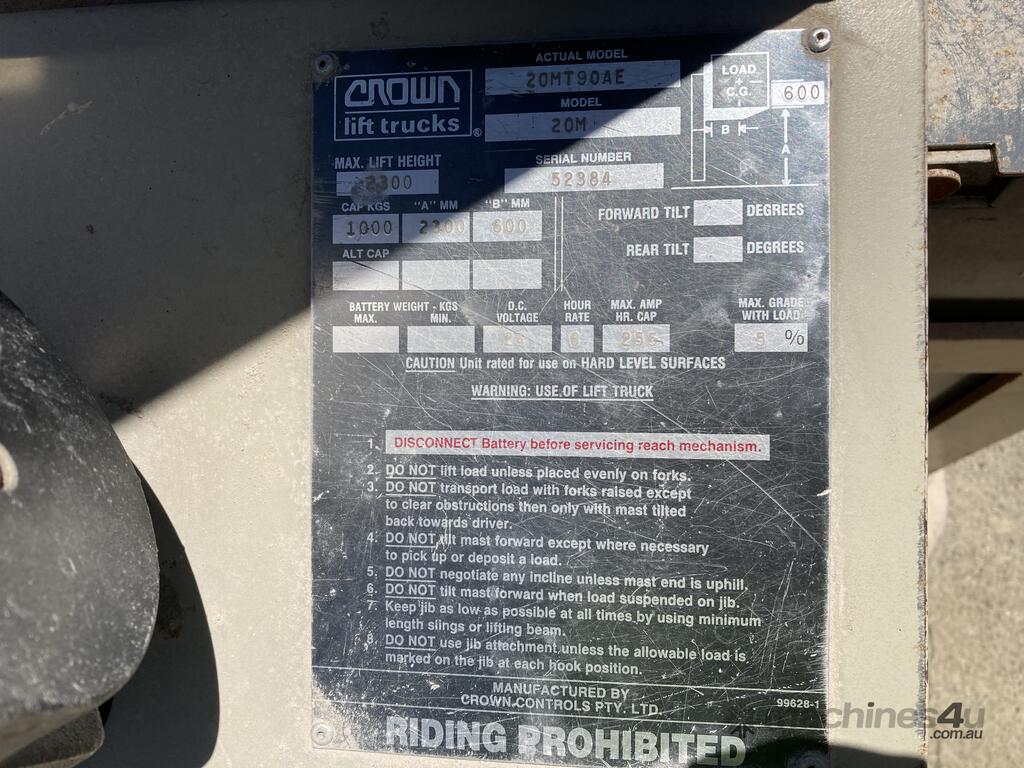 CROWN
lift trucks®
ACTUAL MODEL
20MT90AE
MODEL
20M
LOAD
C.G.
600
B
A
MAX. LIFT HEIGHT
2300
SERIAL NUMBER
52384
CAP KGS "A" MM "B" MM
1000 2300 600
FORWARD TILT DEGREES
REAR TILT DEGREES
ALT CAP
BATTERY WEIGHT - KGS
MAX. MIN.
D.C. VOLTAGE
HOUR RATE
6
MAX. AMP HR. CAP
MAX. GRADE WITH LOAD
5 %
CAUTION Unit rated for use on HARD LEVEL SURFACES
WARNING: USE OF LIFT TRUCK
1. DISCONNECT Battery before servicing reach mechanism.
2. DO NOT lift load unless placed evenly on forks.
3. DO NOT transport load with forks raised except
to clear obstructions then only with mast tilted
back towards driver.
4. DO NOT tilt mast forward except where necessary
to pick up or deposit a load.
5. DO NOT negotiate any incline unless mast end is uphill.
6. DO NOT tilt mast forward when load suspended on jib.
7. Keep jib as low as possible at all times by using minimum
length slings or lifting beam.
8. DO NOT use jib attachment unless the allowable load is
marked on the jib at each hook position.
MANUFACTURED BY
CROWN CONTROLS PTY. LTD.
99628-1
RIDING PROHIBITED
machines4u
.com.au